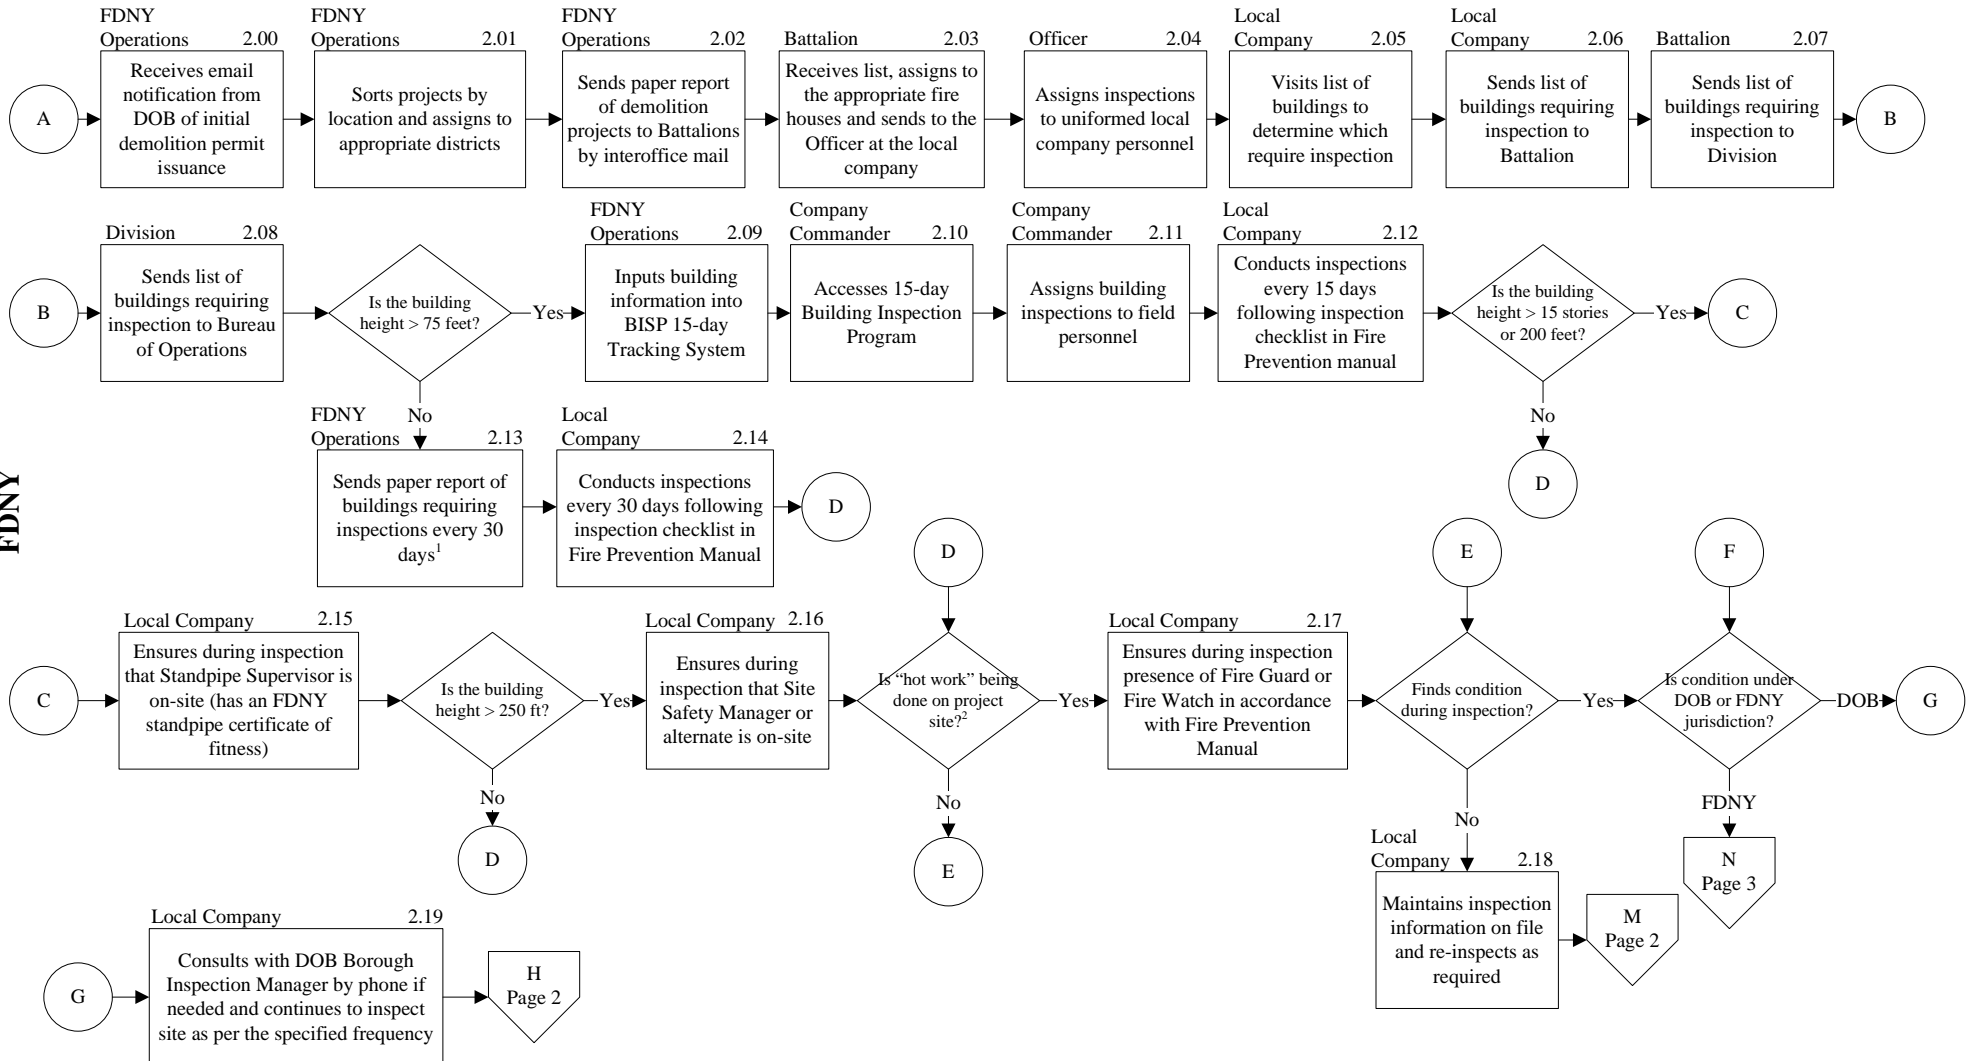 FDNY
FDNY
Operations 2.00
Receives email
notification from
DOB of initial
demolition permit
issuance
FDNY
Operations 2.01
Sorts projects by
location and assigns to
appropriate districts
FDNY
Operations 2.02
Sends paper report
of demolition
projects to Battalions
by interoffice mail
Battalion 2.03
Receives list, assigns to
the appropriate fire
houses and sends to the
Officer at the local
company
Officer 2.04
Assigns inspections
to uniformed local
company personnel
Local
Company 2.05
Visits list of
buildings to
determine which
require inspection
Local
Company 2.06
Sends list of
buildings requiring
inspection to
Battalion
Battalion 2.07
Sends list of
buildings requiring
inspection to
Division
A
B
B
Division 2.08
Sends list of
buildings requiring
inspection to Bureau
of Operations
Is the building
height > 75 feet?
Yes
No
FDNY
Operations 2.09
Inputs building
information into
BISP 15-day
Tracking System
Company
Commander 2.10
Accesses 15-day
Building Inspection
Program
Company
Commander 2.11
Assigns building
inspections to field
personnel
Local
Company 2.12
Conducts inspections
every 15 days
following inspection
checklist in Fire
Prevention manual
Is the building
height > 15 stories
or 200 feet?
Yes
C
No
D
FDNY
Operations 2.13
Sends paper report of
buildings requiring
inspections every 30
days1
Local
Company 2.14
Conducts inspections
every 30 days following
inspection checklist in
Fire Prevention Manual
D
D
E
F
C
Local Company 2.15
Ensures during inspection
that Standpipe Supervisor is
on-site (has an FDNY
standpipe certificate of
fitness)
Is the building
height > 250 ft?
Yes
No
D
Local Company 2.16
Ensures during
inspection that Site
Safety Manager or
alternate is on-site
Is “hot work” being
done on project
site?2
Yes
No
E
Local Company 2.17
Ensures during inspection
presence of Fire Guard or
Fire Watch in accordance
with Fire Prevention
Manual
Finds condition
during inspection?
Yes
No
Is condition under
DOB or FDNY
jurisdiction?
DOB
G
FDNY
N
Page 3
Local
Company 2.18
Maintains inspection
information on file
and re-inspects as
required
M
Page 2
G
Local Company 2.19
Consults with DOB Borough
Inspection Manager by phone if
needed and continues to inspect
site as per the specified frequency
H
Page 2